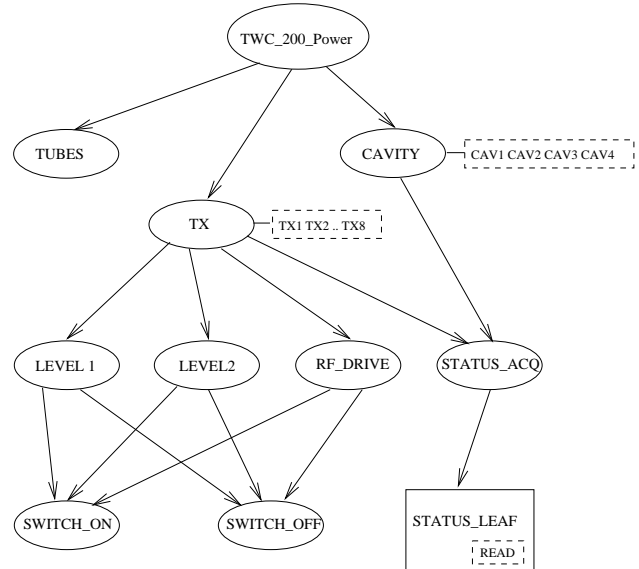 TWC_200_Power
TUBES
CAVITY
CAV1 CAV2 CAV3 CAV4
TX
TX1 TX2 .. TX8
LEVEL 1
LEVEL2
RF_DRIVE
STATUS_ACQ
SWITCH_ON
SWITCH_OFF
STATUS_LEAF
READ